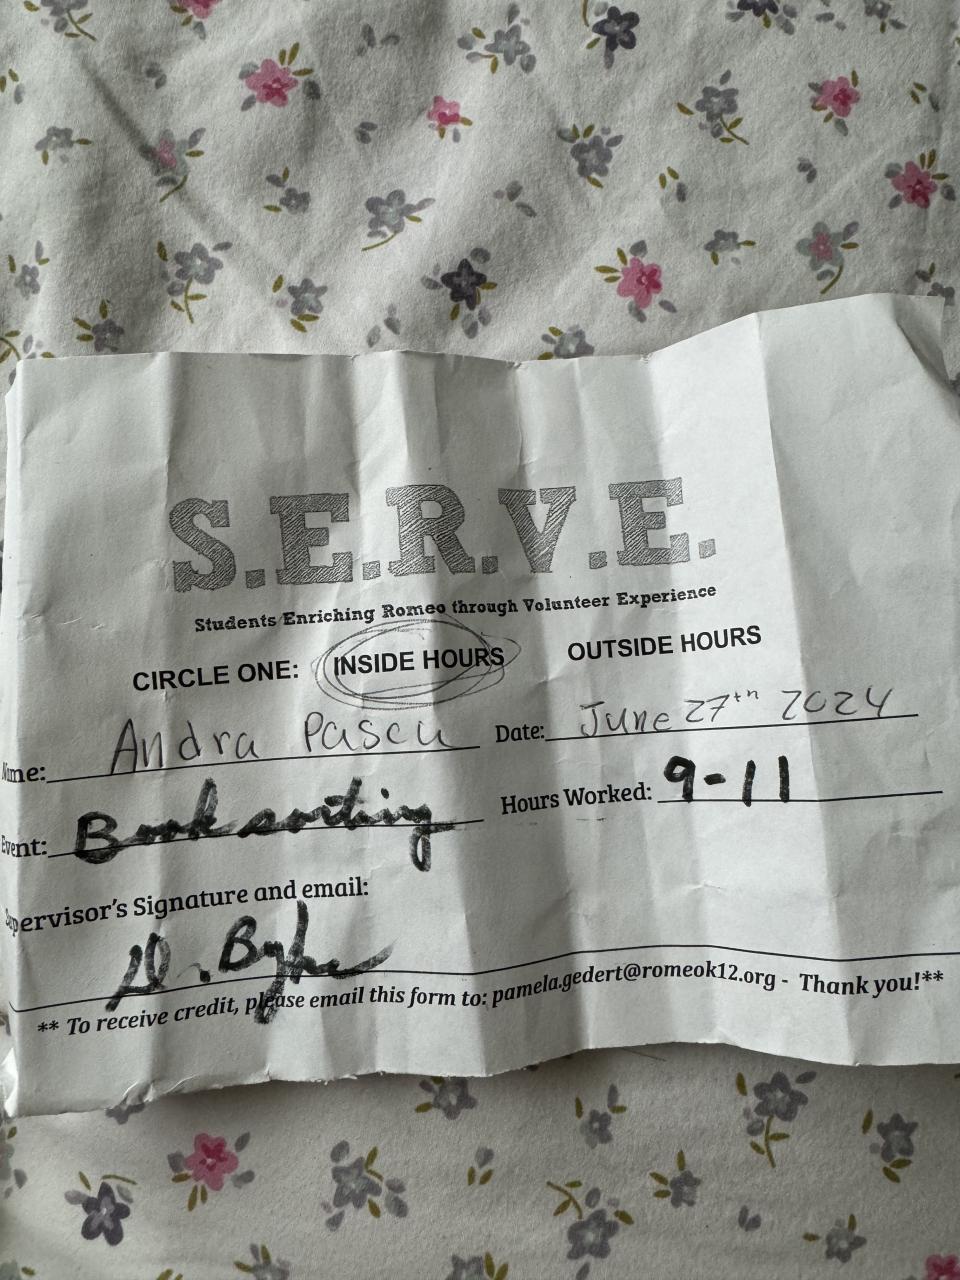 S.E.R.V.E.
Students Enriching Romeo through Volunteer Experience
CIRCLE ONE: INSIDE HOURS OUTSIDE HOURS
Name: Andra Pascu Date: June 27th 2024
Event: Book sorting Hours Worked: 9-11
Supervisor's Signature and email:
** To receive credit, please email this form to: pamela.gedert@romeok12.org - Thank you!**